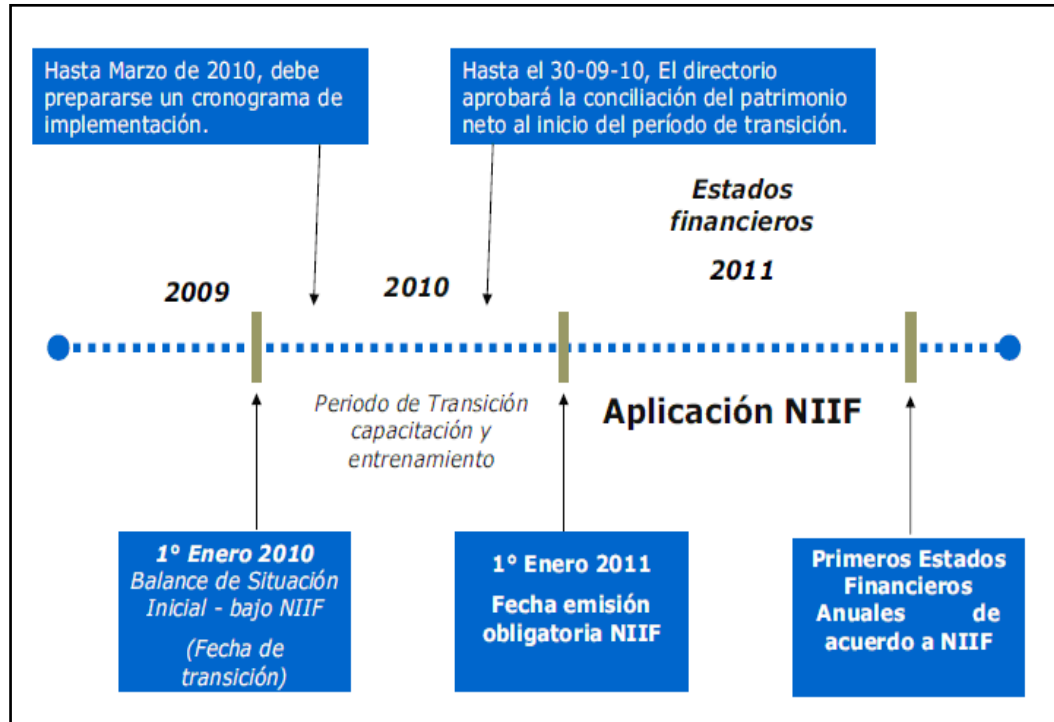 Hasta Marzo de 2010, debe
prepararse un cronograma de
implementación.
Hasta el 30-09-10, El directorio
aprobará la conciliación del patrimonio
neto al inicio del período de transición.
Estados
financieros
2011
2009
2010
Periodo de Transición
capacitación y
entrenamiento
Aplicación NIIF
1° Enero 2010
Balance de Situación
Inicial - bajo NIIF
(Fecha de
transición)
1° Enero 2011
Fecha emisión
obligatoria NIIF
Primeros Estados
Financieros
Anuales de
acuerdo a NIIF